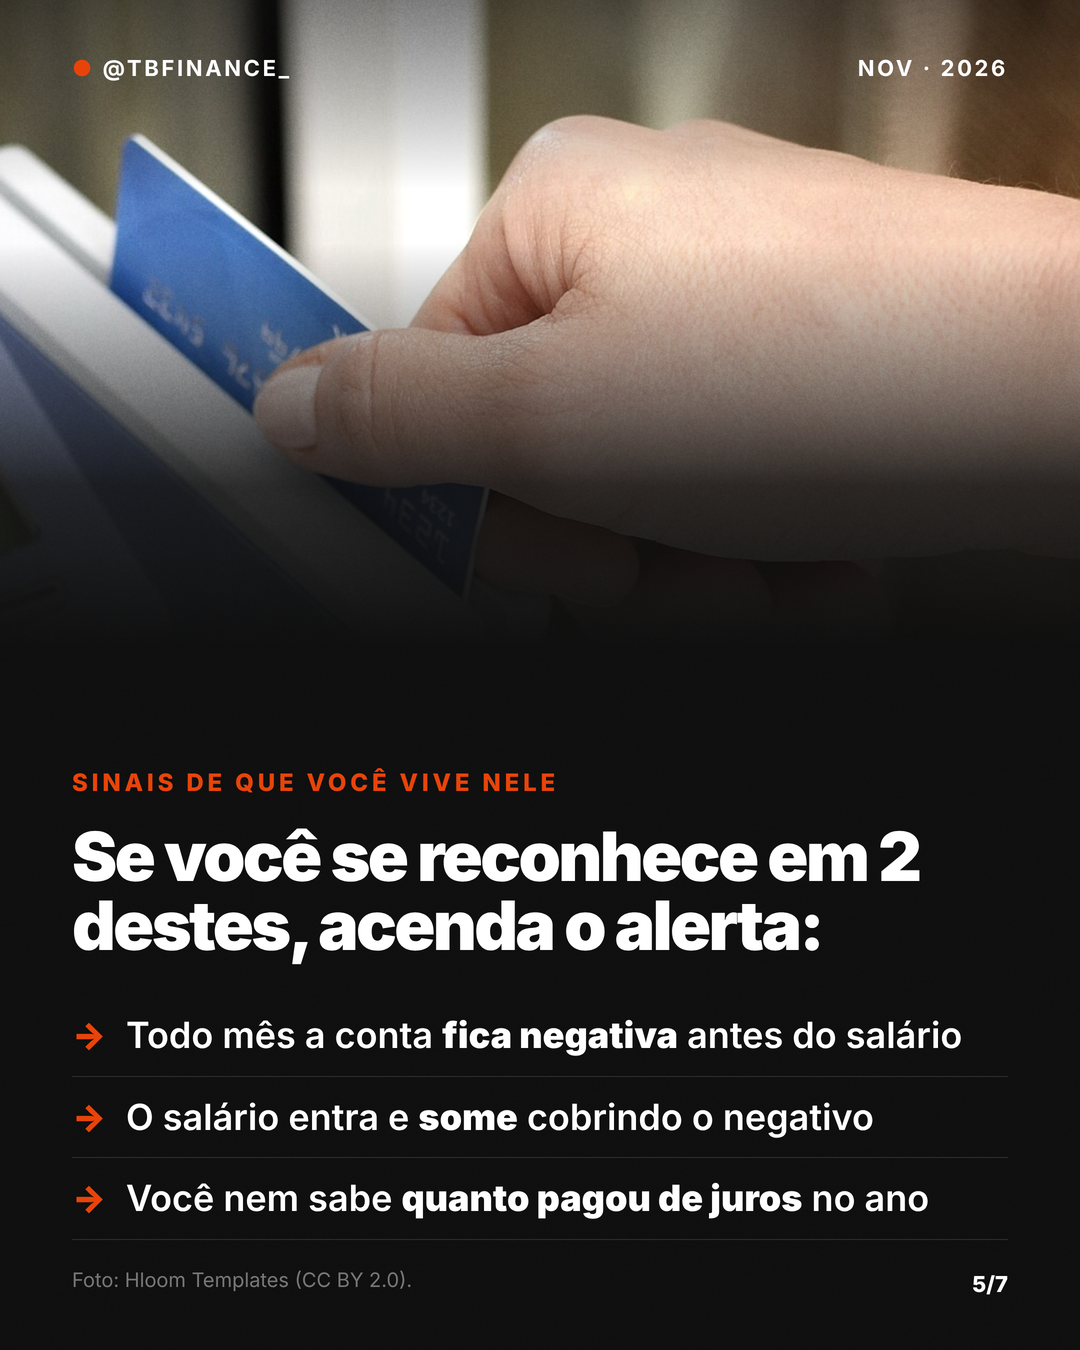 @TBFINANCE_
NOV · 2026
1234
SINAIS DE QUE VOCÊ VIVE NELE
Se você se reconhece em 2
destes, acenda o alerta:
→ Todo mês a conta fica negativa antes do salário
→ O salário entra e some cobrindo o negativo
→ Você nem sabe quanto pagou de juros no ano
Foto: Hloom Templates (CC BY 2.0).
5/7